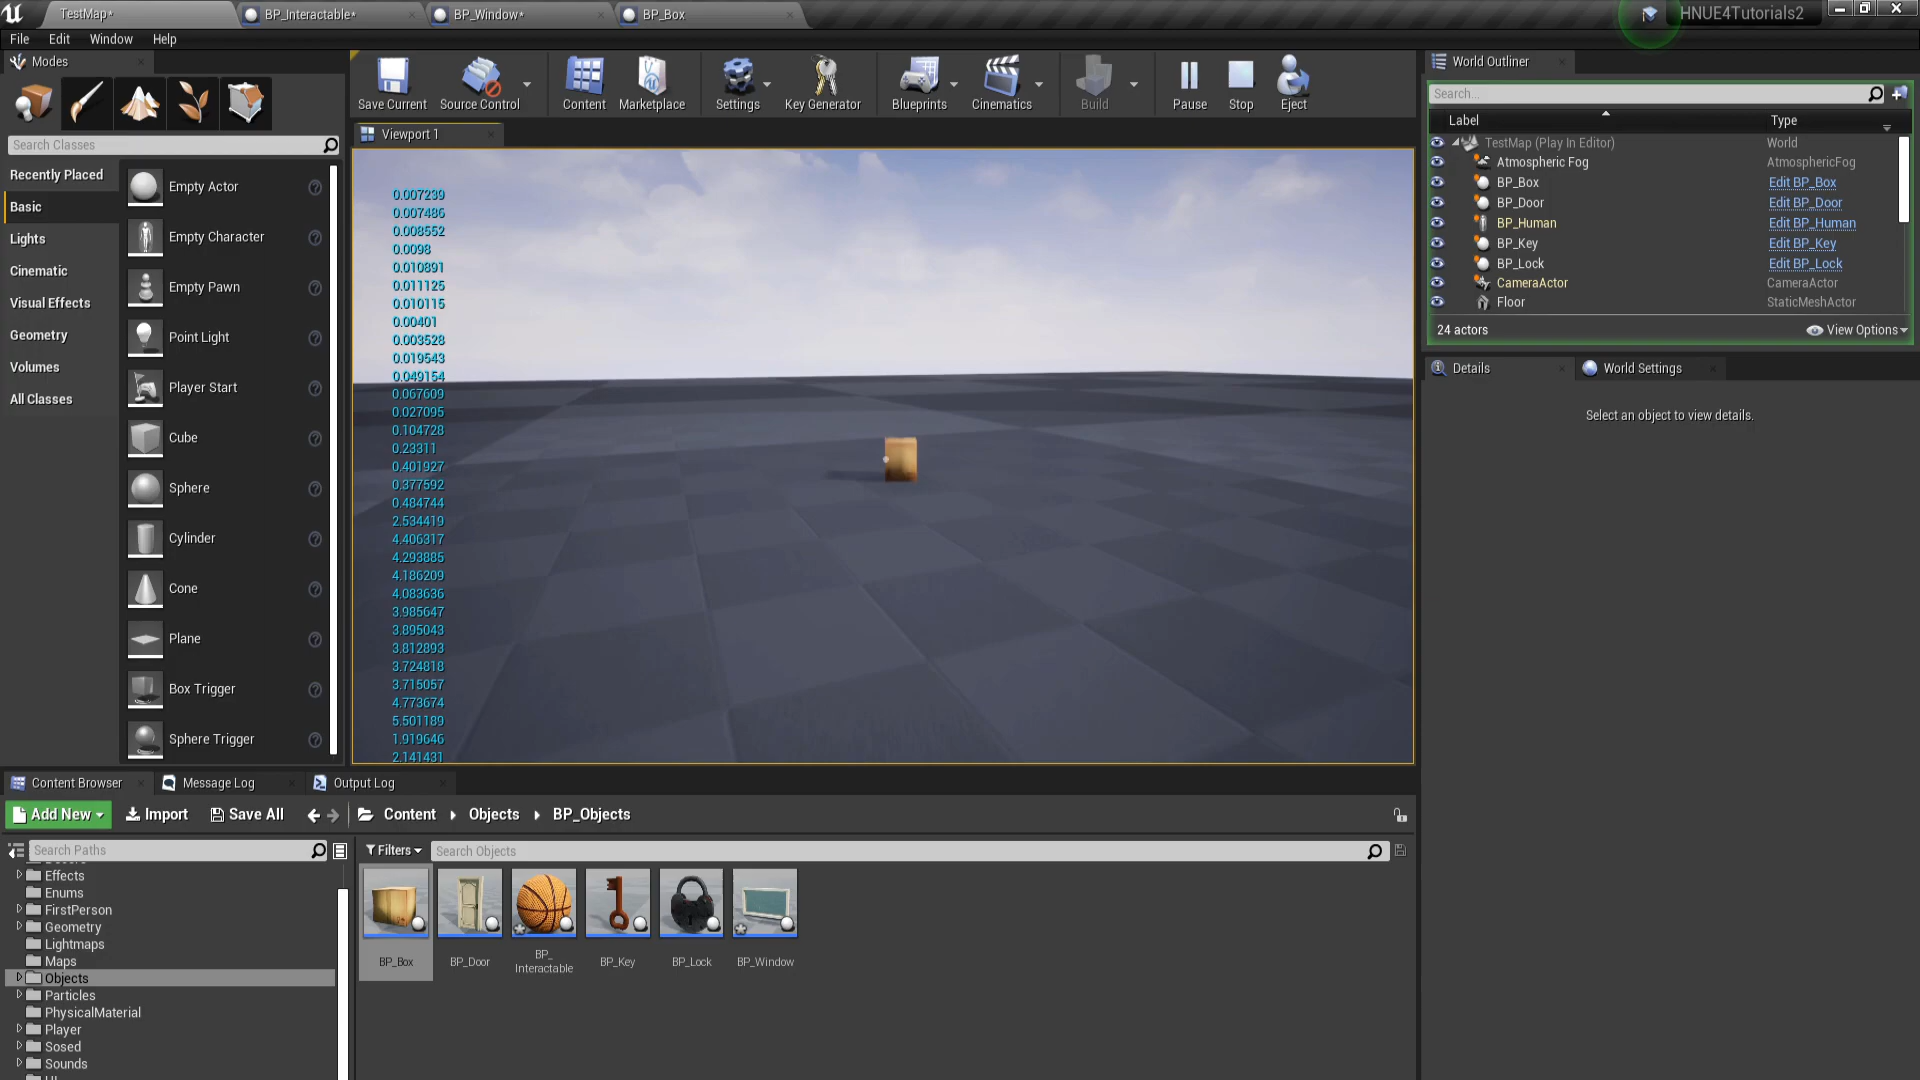 TestMap*
BP_Interactable*
BP_Window*
BP_Box
HNUE4Tutorials2
File
Edit
Window
Help
Modes
Save Current
Source Control
Content
Marketplace
Settings
Key Generator
Blueprints
Cinematics
Build
Pause
Stop
Eject
World Outliner
Search...
Label
Type
Viewport 1
Search Classes
Recently Placed
Basic
Lights
Cinematic
Visual Effects
Geometry
Volumes
All Classes
Empty Actor
Empty Character
Empty Pawn
Point Light
Player Start
Cube
Sphere
Cylinder
Cone
Plane
Box Trigger
Sphere Trigger
0.007239
0.007486
0.008552
0.0098
0.010891
0.011125
0.010115
0.00401
0.003528
0.019543
0.049154
0.067609
0.027095
0.104728
0.23311
0.401927
0.377592
0.484744
2.534419
4.406317
4.293885
4.186209
4.083636
3.985647
3.895043
3.812893
3.724818
3.715057
4.773674
5.501189
1.919646
2.141431
TestMap (Play In Editor) World
Atmospheric Fog AtmosphericFog
BP_Box Edit BP_Box
BP_Door Edit BP_Door
BP_Human Edit BP_Human
BP_Key Edit BP_Key
BP_Lock Edit BP_Lock
CameraActor CameraActor
Floor StaticMeshActor
24 actors
View Options
Details
World Settings
Select an object to view details.
Content Browser
Message Log
Output Log
Add New
Import
Save All
Content
Objects
BP_Objects
Search Paths
Filters
Search Objects
Effects
Enums
FirstPerson
Geometry
Lightmaps
Maps
Objects
Particles
PhysicalMaterial
Player
Sosed
Sounds
BP_Box
BP_Door
BP_
Interactable
BP_Key
BP_Lock
BP_Window